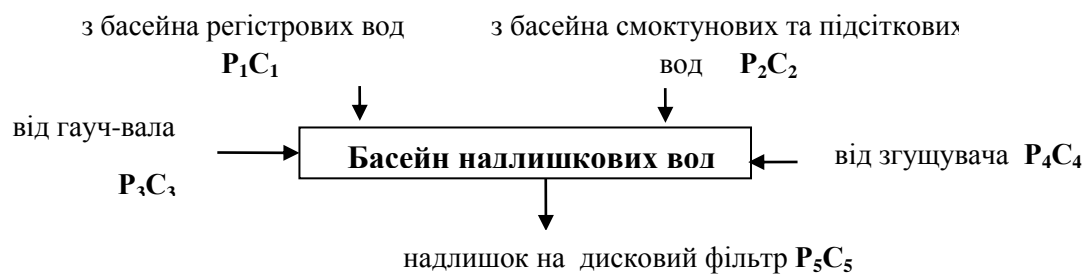 з басейна регістрових вод
P₁C₁
з басейна смоктунових та підсіткових
вод P₂C₂
від гауч-вала
P₃C₃
Басейн надлишкових вод
від згущувача P₄C₄
надлишок на дисковий фільтр P₅C₅